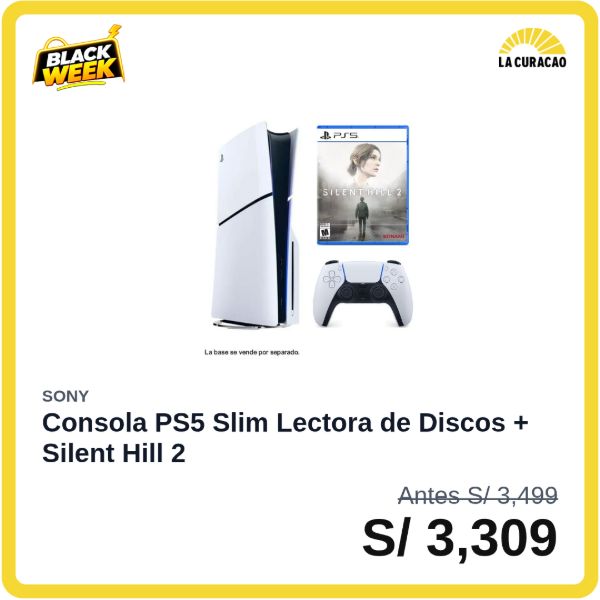 BLACK
WEEK
LA CURACAO
PS5
SILENT HILL 2
KONAMI
La base se vende por separado.
SONY
Consola PS5 Slim Lectora de Discos +
Silent Hill 2
Antes S/ 3,499
S/ 3,309